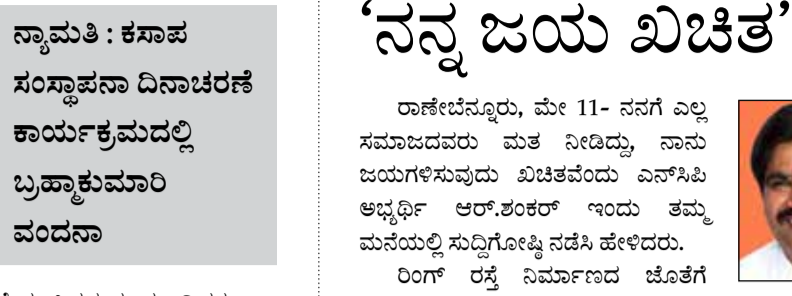 ನ್ಯಾಮತಿ : ಕಸಾಪ
ಸಂಸ್ಥಾಪನಾ ದಿನಾಚರಣೆ
ಕಾರ್ಯಕ್ರಮದಲ್ಲಿ
ಬ್ರಹ್ಮಾಕುಮಾರಿ
ವಂದನಾ
'ನನ್ನ ಜಯ ಖಚಿತ'
ರಾಣೇಬೆನ್ನೂರು, ಮೇ 11- ನನಗೆ ಎಲ್ಲ
ಸಮಾಜದವರು ಮತ ನೀಡಿದ್ದು, ನಾನು
ಜಯಗಳಿಸುವುದು ಖಚಿತವೆಂದು ಎನ್‌ಸಿಪಿ
ಅಭ್ಯರ್ಥಿ ಆರ್.ಶಂಕರ್ ಇಂದು ತಮ್ಮ
ಮನೆಯಲ್ಲಿ ಸುದ್ದಿಗೋಷ್ಠಿ ನಡೆಸಿ ಹೇಳಿದರು.
ರಿಂಗ್ ರಸ್ತೆ ನಿರ್ಮಾಣದ ಜೊತೆಗೆ